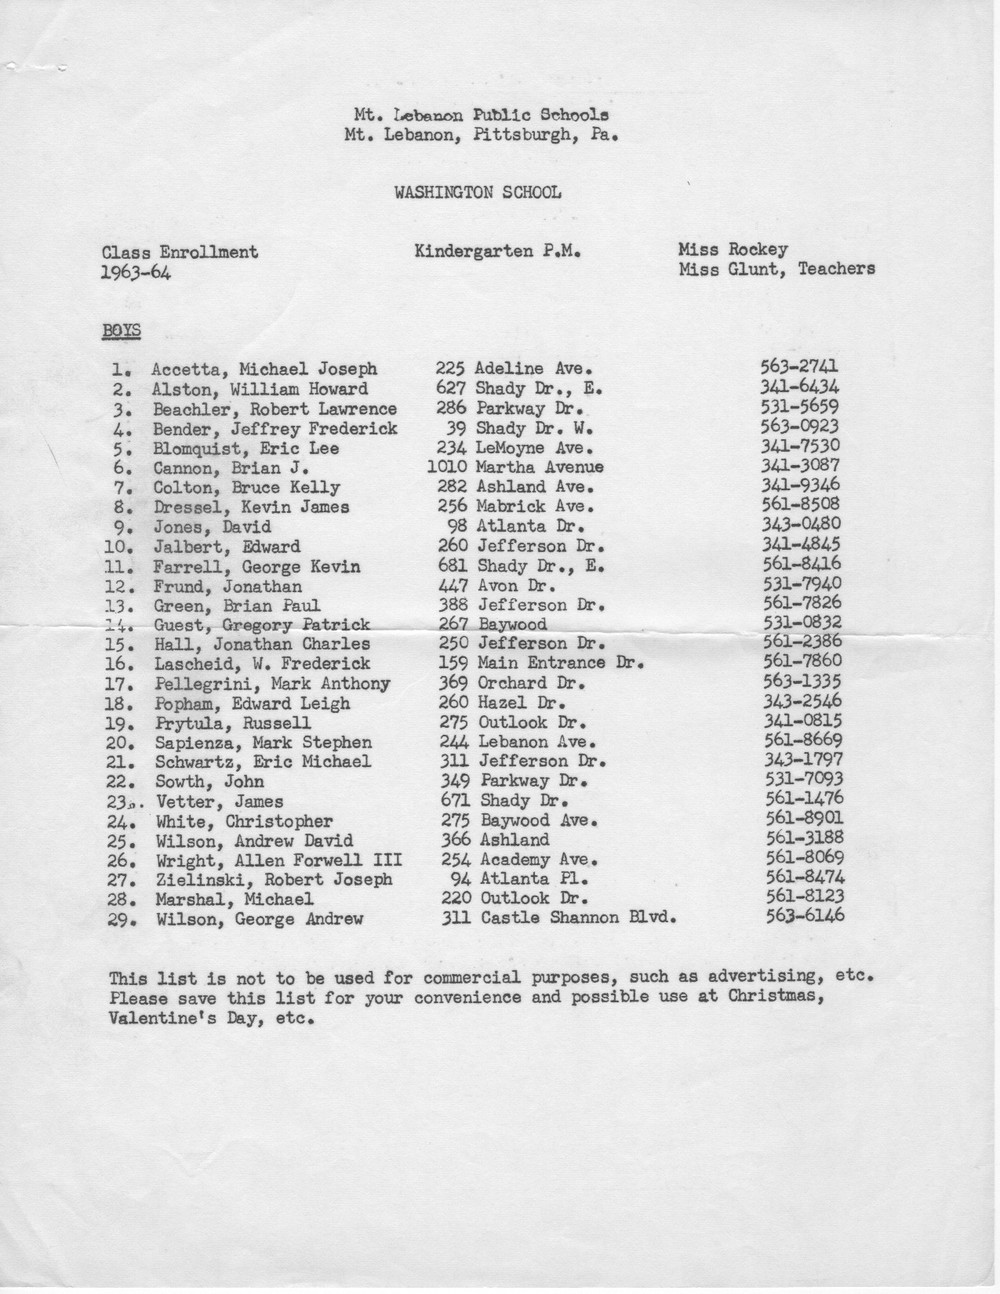 Mt. Lebanon Public Schools
Mt. Lebanon, Pittsburgh, Pa.
WASHINGTON SCHOOL
Class Enrollment Kindergarten P.M. Miss Rockey
1963-64 Miss Glunt, Teachers
BOYS
1. Accetta, Michael Joseph 225 Adeline Ave. 563-2741
2. Alston, William Howard 627 Shady Dr., E. 341-6434
3. Beachler, Robert Lawrence 286 Parkway Dr. 531-5659
4. Bender, Jeffrey Frederick 39 Shady Dr. W. 563-0923
5. Blomquist, Eric Lee 234 LeMoyne Ave. 341-7530
6. Cannon, Brian J. 1010 Martha Avenue 341-3087
7. Colton, Bruce Kelly 282 Ashland Ave. 341-9346
8. Dressel, Kevin James 256 Mabrick Ave. 561-8508
9. Jones, David 98 Atlanta Dr. 343-0480
10. Jalbert, Edward 260 Jefferson Dr. 341-4845
11. Farrell, George Kevin 681 Shady Dr., E. 561-8416
12. Frund, Jonathan 447 Avon Dr. 531-7940
13. Green, Brian Paul 388 Jefferson Dr. 561-7826
14. Guest, Gregory Patrick 267 Baywood 531-0832
15. Hall, Jonathan Charles 250 Jefferson Dr. 561-2386
16. Lascheid, W. Frederick 159 Main Entrance Dr. 561-7860
17. Pellegrini, Mark Anthony 369 Orchard Dr. 563-1335
18. Popham, Edward Leigh 260 Hazel Dr. 343-2546
19. Prytula, Russell 275 Outlook Dr. 341-0815
20. Sapienza, Mark Stephen 244 Lebanon Ave. 561-8669
21. Schwartz, Eric Michael 311 Jefferson Dr. 343-1797
22. Sowth, John 349 Parkway Dr. 531-7093
23. Vetter, James 671 Shady Dr. 561-1476
24. White, Christopher 275 Baywood Ave. 561-8901
25. Wilson, Andrew David 366 Ashland 561-3188
26. Wright, Allen Forwell III 254 Academy Ave. 561-8069
27. Zielinski, Robert Joseph 94 Atlanta Pl. 561-8474
28. Marshal, Michael 220 Outlook Dr. 561-8123
29. Wilson, George Andrew 311 Castle Shannon Blvd. 563-6146
This list is not to be used for commercial purposes, such as advertising, etc.
Please save this list for your convenience and possible use at Christmas,
Valentine's Day, etc.